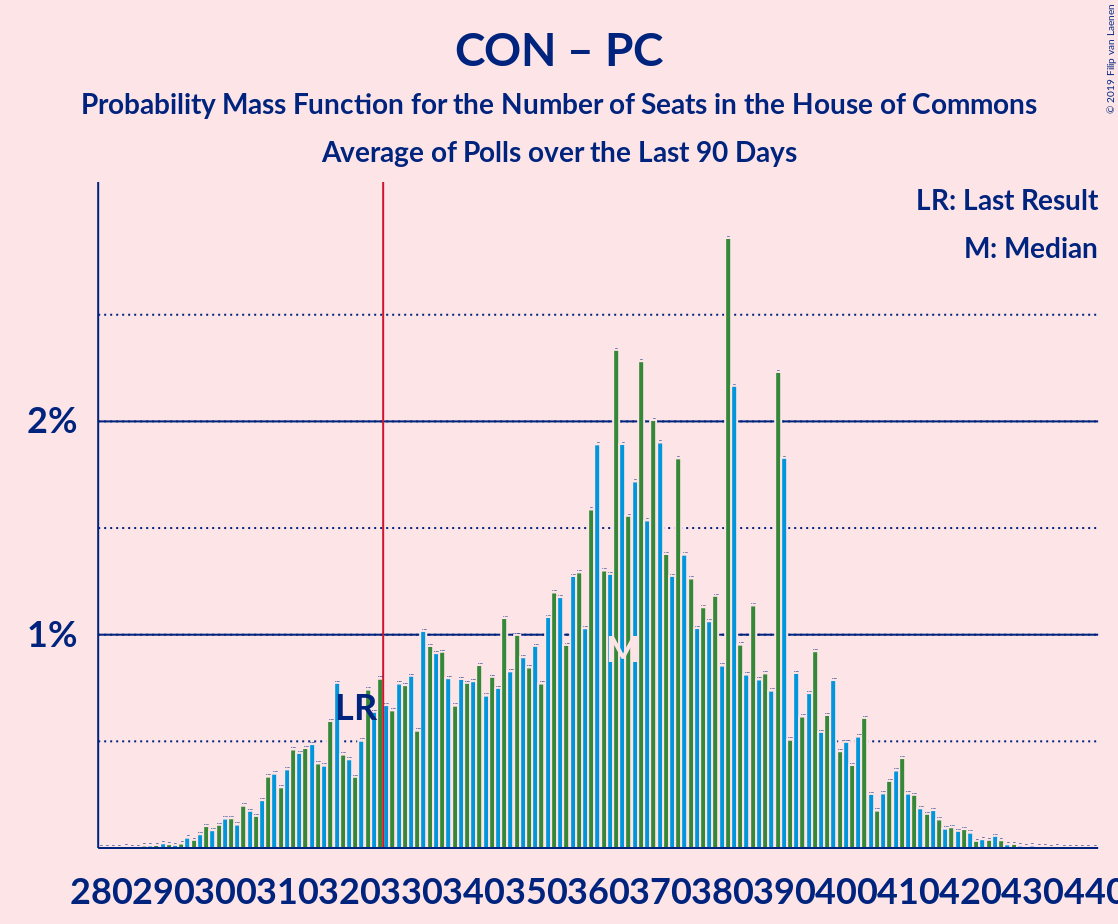 CON – PC
Probability Mass Function for the Number of Seats in the House of Commons
Average of Polls over the Last 90 Days
© 2019 Filip van Laenen
LR: Last Result
M: Median
2%
1%
LR
M
280 290 300 310 320 330 340 350 360 370 380 390 400 410 420 430 440